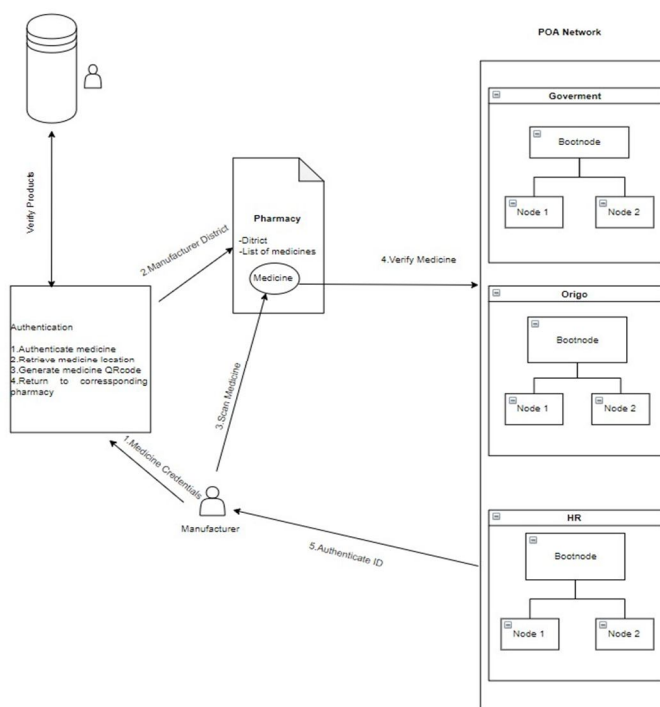 POA Network
Goverment
Bootnode
Node 1
Node 2
Verify Products
2.Manufacturer District
Pharmacy
-Ditrict
-List of medicines
Medicine
4.Verify Medicine
Origo
Bootnode
Node 1
Node 2
Authentication
1.Authenticate medicine
2.Retrieve medicine location
3.Generate medicine QRcode
4.Return to corressponding
pharmacy
3.Scan Medicine
1.Medicine Credentials
Manufacturer
5.Authenticate ID
HR
Bootnode
Node 1
Node 2